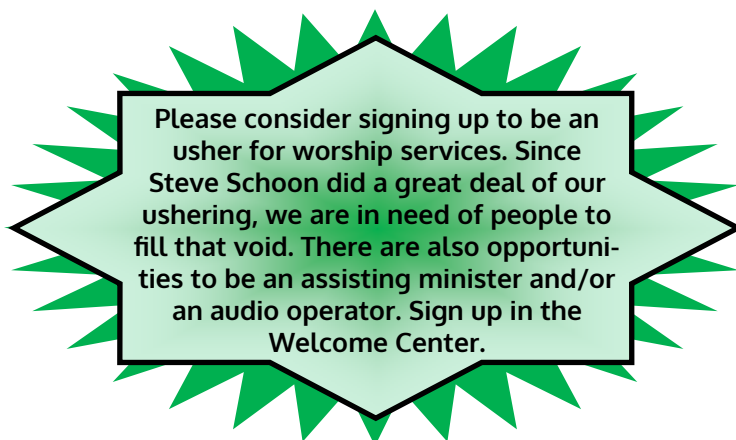 Please consider signing up to be an
usher for worship services. Since
Steve Schoon did a great deal of our
ushering, we are in need of people to
fill that void. There are also opportuni-
ties to be an assisting minister and/or
an audio operator. Sign up in the
Welcome Center.